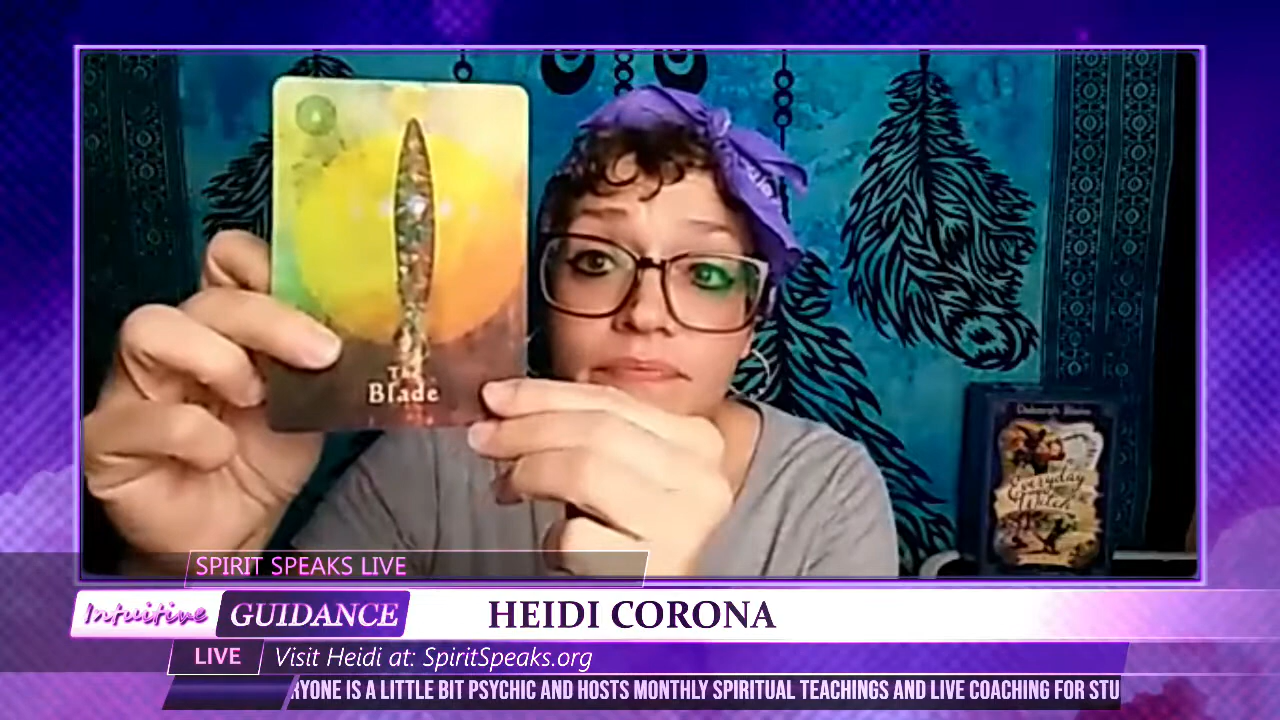 The
Blade
Deborah Blake
Everyday
Witch
SPIRIT SPEAKS LIVE
Intuitive GUIDANCE
HEIDI CORONA
LIVE
Visit Heidi at: SpiritSpeaks.org
RYONE IS A LITTLE BIT PSYCHIC AND HOSTS MONTHLY SPIRITUAL TEACHINGS AND LIVE COACHING FOR STU